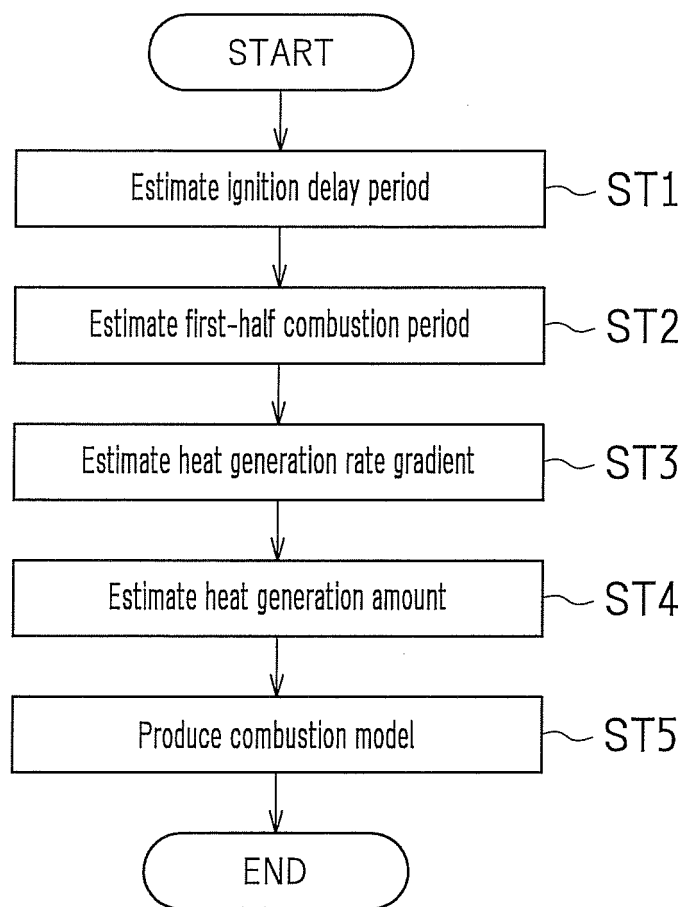 START
Estimate ignition delay period
ST1
Estimate first-half combustion period
ST2
Estimate heat generation rate gradient
ST3
Estimate heat generation amount
ST4
Produce combustion model
ST5
END